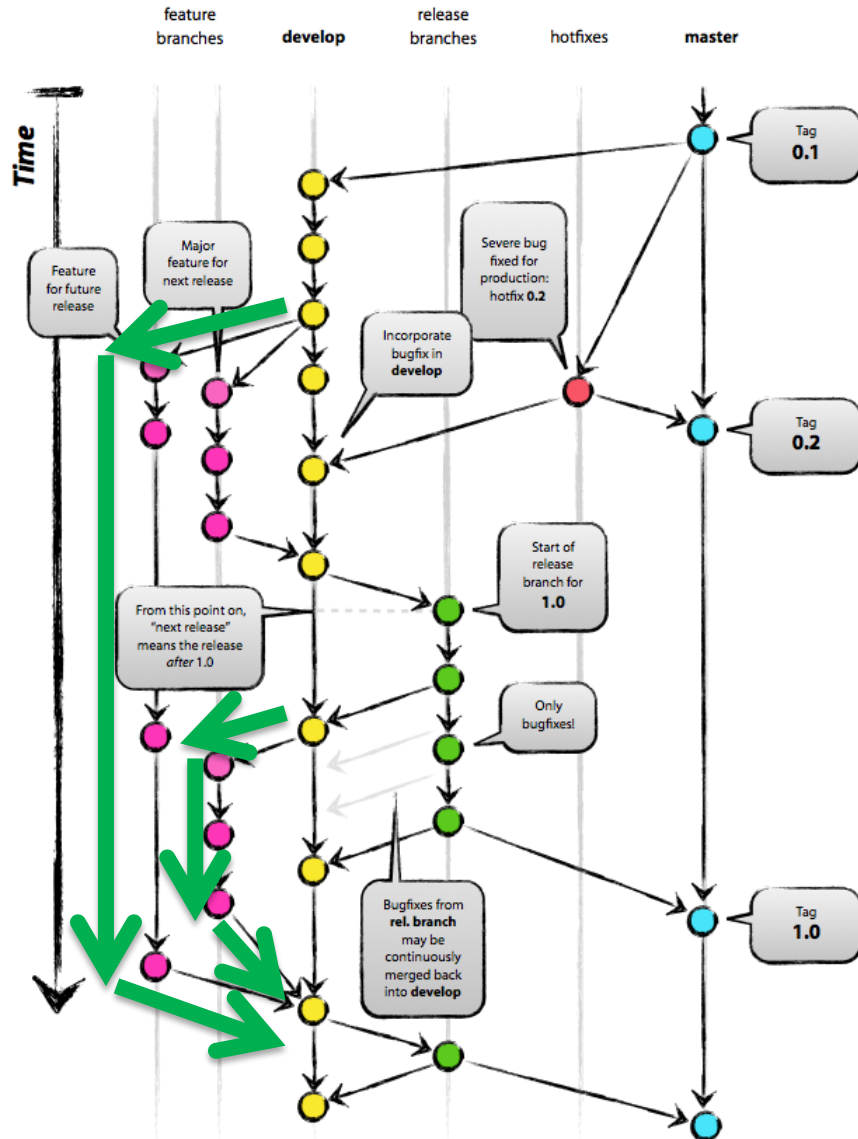 feature
branches
develop
release
branches
hotfixes
master
Time
Tag
0.1
Major
feature for
next release
Feature
for future
release
Severe bug
fixed for
production:
hotfix 0.2
Incorporate
bugfix in
develop
Tag
0.2
Start of
release
branch for
1.0
From this point on,
“next release”
means the release
after 1.0
Only
bugfixes!
Bugfixes from
rel. branch
may be
continuously
merged back
into develop
Tag
1.0